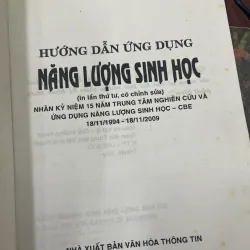 HƯỚNG DẪN ỨNG DỤNG
NĂNG LƯỢNG SINH HỌC
(in lần thứ tư, có chỉnh sửa)
NHÂN KỶ NIỆM 15 NĂM TRUNG TÂM NGHIÊN CỨU VÀ
ỨNG DỤNG NĂNG LƯỢNG SINH HỌC - CBE
18/11/1994 - 18/11/2009
NHÀ XUẤT BẢN VĂN HÓA THÔNG TIN